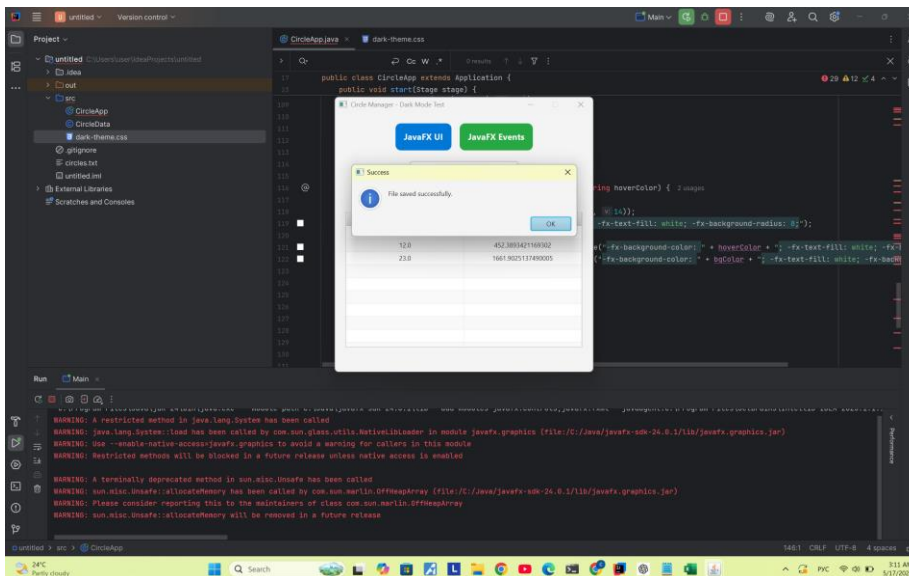 untitled
Version control
Main
Project
CircleApp.java
dark-theme.css
untitled C:\Users\user\IdeaProjects\untitled
.idea
out
src
CircleApp
CircleData
dark-theme.css
.gitignore
circles.txt
untitled.iml
External Libraries
Scratches and Consoles
Cc W .* 0 results
public class CircleApp extends Application {
public void start(Stage stage) {
29 12 4
Circle Manager - Dark Mode Test
JavaFX UI
JavaFX Events
Success
File saved successfully.
OK
ring hoverColor) { 2 usages
14));
-fx-text-fill: white; -fx-background-radius: 8;");
12.0 452.3893421169302
e("-fx-background-color: " + hoverColor + "; -fx-text-fill: white;
23.0 1661.9025137490005
("-fx-background-color: " + bgColor + "; -fx-text-fill: white;
Run
Main
WARNING: A restricted method in java.lang.System has been called
WARNING: java.lang.System::load has been called by com.sun.glass.utils.NativeLibLoader in module javafx.graphics (file:/C:/Java/javafx-sdk-24.0.1/lib/javafx.graphics.jar)
WARNING: Use --enable-native-access=javafx.graphics to avoid a warning for callers in this module
WARNING: Restricted methods will be blocked in a future release unless native access is enabled
WARNING: A terminally deprecated method in sun.misc.Unsafe has been called
WARNING: sun.misc.Unsafe::allocateMemory has been called by com.sun.marlin.OffHeapArray (file:/C:/Java/javafx-sdk-24.0.1/lib/javafx.graphics.jar)
WARNING: Please consider reporting this to the maintainers of class com.sun.marlin.OffHeapArray
WARNING: sun.misc.Unsafe::allocateMemory will be removed in a future release
Performance
untitled > src > CircleApp
146:1 CRLF UTF-8 4 spaces
24°C
Partly cloudy
Search
РУС
3:11 AM